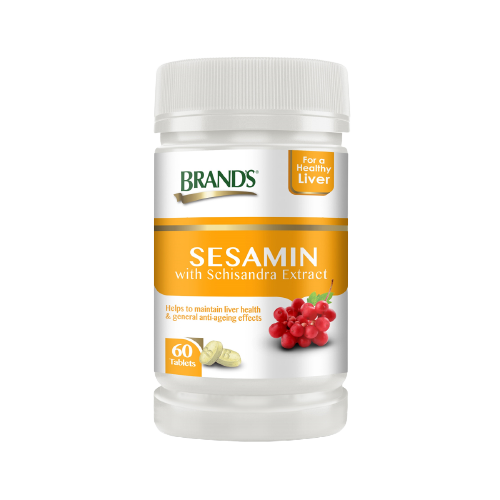 BRAND'S®
For a
Healthy
Liver
SESAMIN
with Schisandra Extract
Helps to maintain liver health
& general anti-ageing effects
60
Tablets